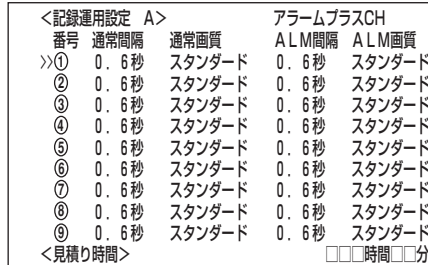 ＜記録運用設定 A＞ アラームプラスCH
番号 通常間隔 通常画質 ALM間隔 ALM画質
》① 0．6秒 スタンダード 0．6秒 スタンダード
② 0．6秒 スタンダード 0．6秒 スタンダード
③ 0．6秒 スタンダード 0．6秒 スタンダード
④ 0．6秒 スタンダード 0．6秒 スタンダード
⑤ 0．6秒 スタンダード 0．6秒 スタンダード
⑥ 0．6秒 スタンダード 0．6秒 スタンダード
⑦ 0．6秒 スタンダード 0．6秒 スタンダード
⑧ 0．6秒 スタンダード 0．6秒 スタンダード
⑨ 0．6秒 スタンダード 0．6秒 スタンダード
＜見積り時間＞ □□□時間□□分